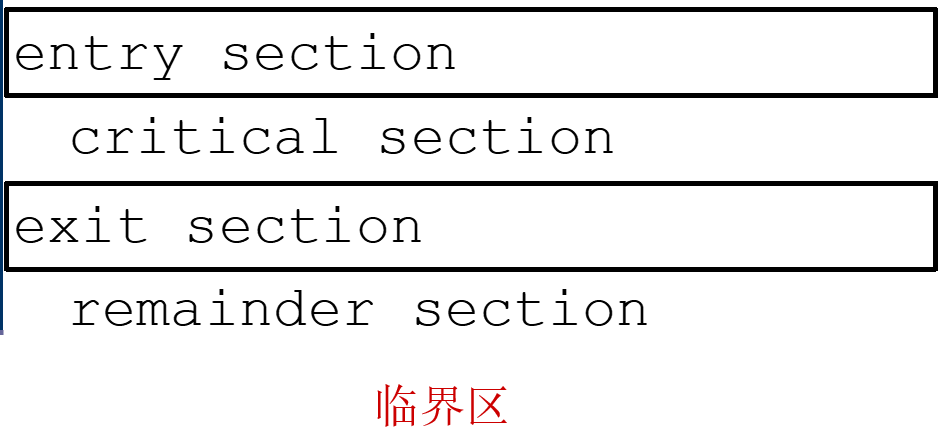 entry section
critical section
exit section
remainder section
临界区